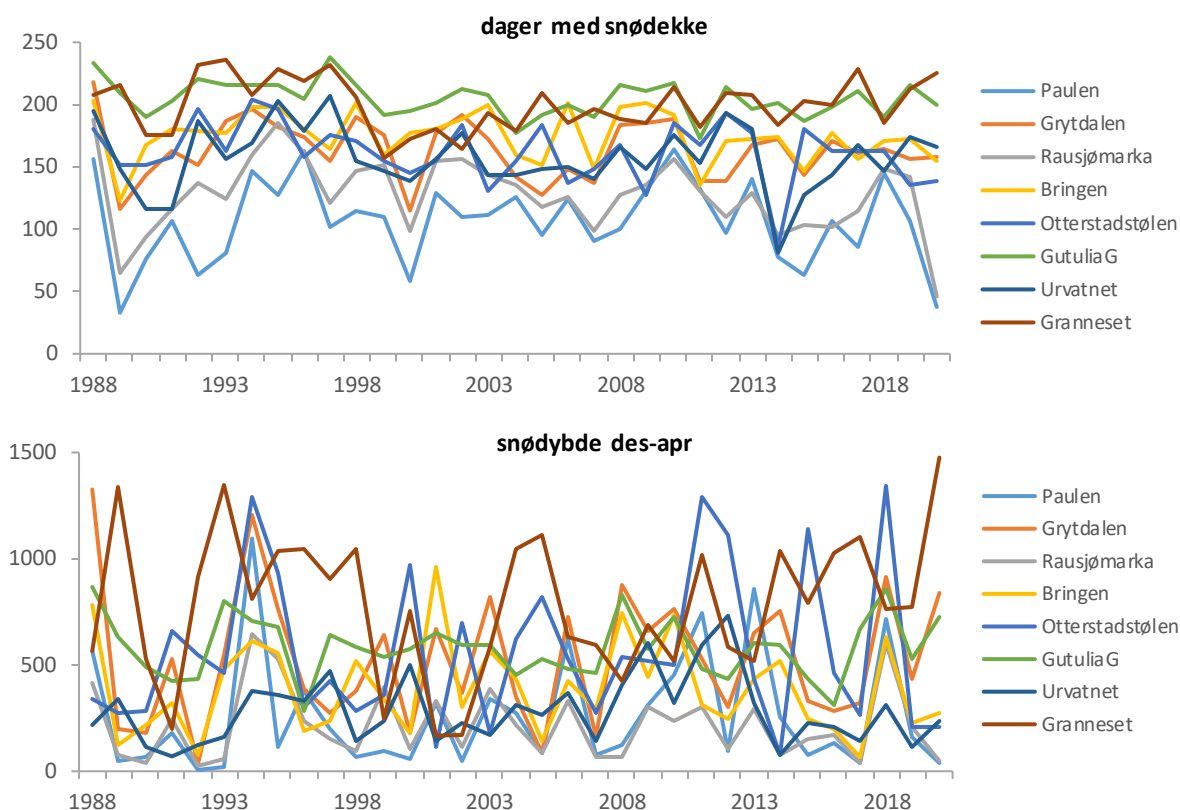 dager med snødekke
250
200
150
100
50
0
1988 1993 1998 2003 2008 2013 2018
Paulen
Grytdalen
Rausjømarka
Bringen
Otterstadstølen
GutuliaG
Urvatnet
Granneset
snødybde des-apr
1500
1000
500
0
1988 1993 1998 2003 2008 2013 2018
Paulen
Grytdalen
Rausjømarka
Bringen
Otterstadstølen
GutuliaG
Urvatnet
Granneset